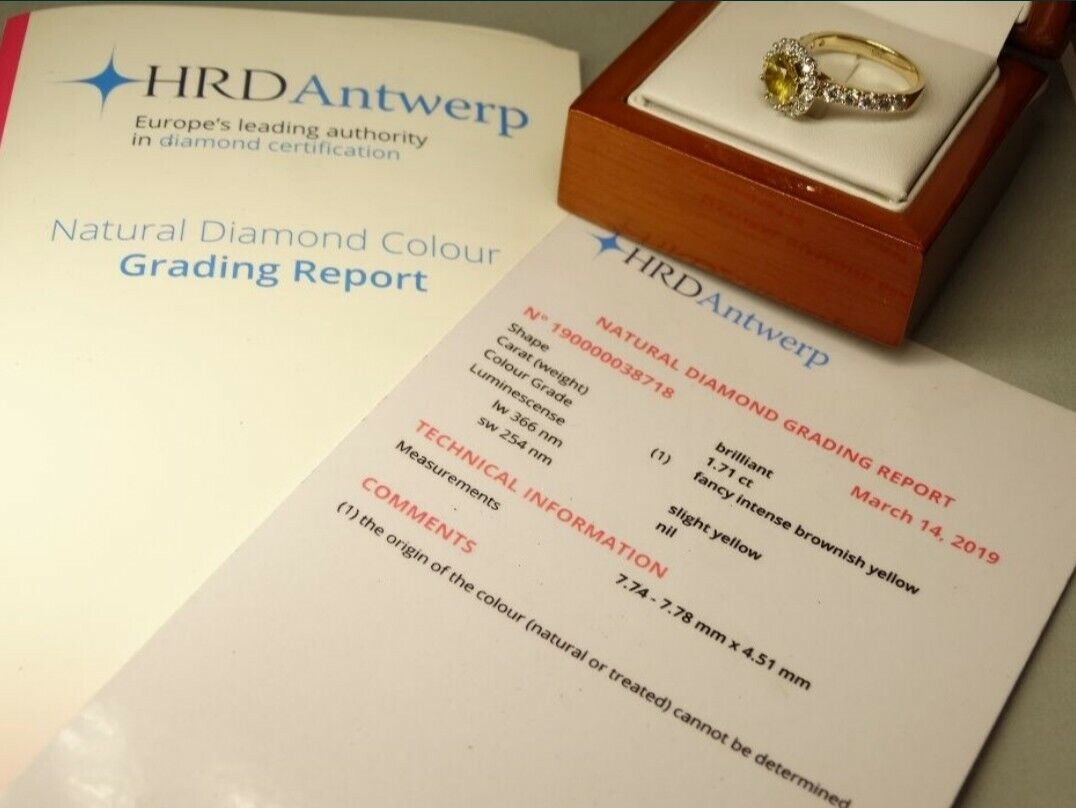 HRDAntwerp
Europe's leading authority
in diamond certification
Natural Diamond Colour
Grading Report
HRDAntwerp
NATURAL DIAMOND GRADING REPORT
N° 190000038718
March 14, 2019
Shape brilliant
Carat (weight) 1.71 ct
Colour Grade (1) fancy intense brownish yellow
Luminescense
lw 366 nm slight yellow
sw 254 nm nil
TECHNICAL INFORMATION
Measurements 7.74 - 7.78 mm x 4.51 mm
COMMENTS
(1) the origin of the colour (natural or treated) cannot be determined